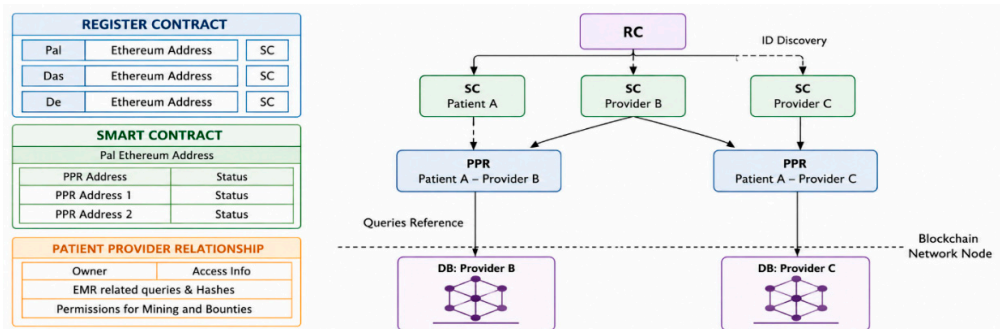 REGISTER CONTRACT
Pal Ethereum Address SC
Das Ethereum Address SC
De Ethereum Address SC
SMART CONTRACT
Pal Ethereum Address
PPR Address Status
PPR Address 1 Status
PPR Address 2 Status
PATIENT PROVIDER RELATIONSHIP
Owner Access Info
EMR related queries & Hashes
Permissions for Mining and Bounties
RC
ID Discovery
SC
Patient A
SC
Provider B
SC
Provider C
PPR
Patient A – Provider B
PPR
Patient A – Provider C
Queries Reference
Blockchain
Network Node
DB: Provider B
DB: Provider C